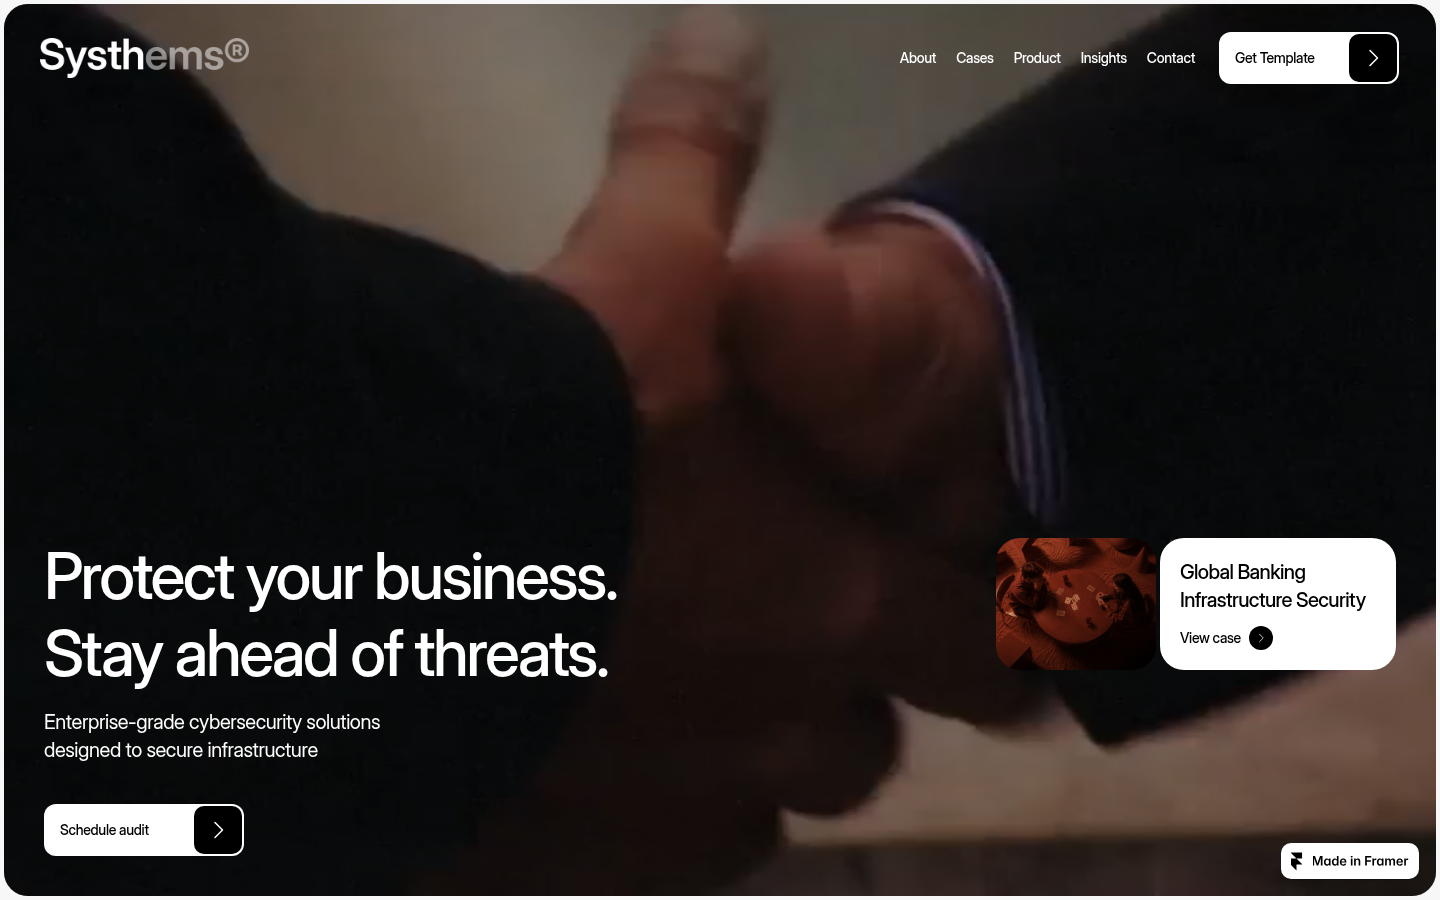 Systhems®
About
Cases
Product
Insights
Contact
Get Template
Protect your business.
Stay ahead of threats.
Enterprise-grade cybersecurity solutions
designed to secure infrastructure
Schedule audit
Global Banking
Infrastructure Security
View case
Made in Framer